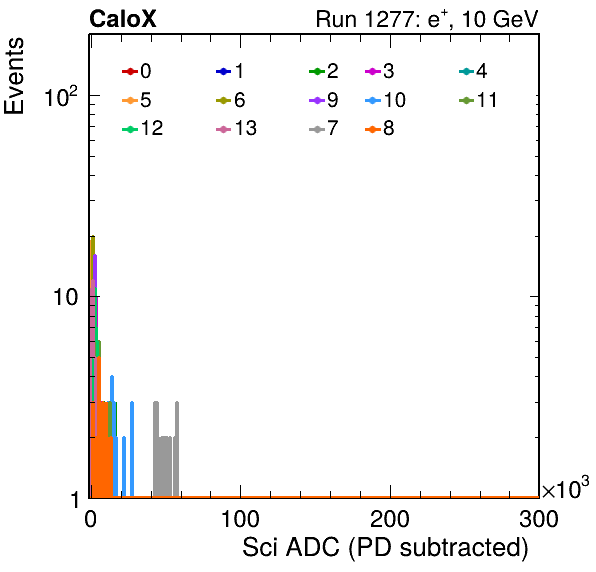 CaloX Run 1277: e⁺, 10 GeV
Events
0 1 2 3 4
5 6 9 10 11
12 13 7 8
10²
10
1
0 100 200 300
×10³
Sci ADC (PD subtracted)